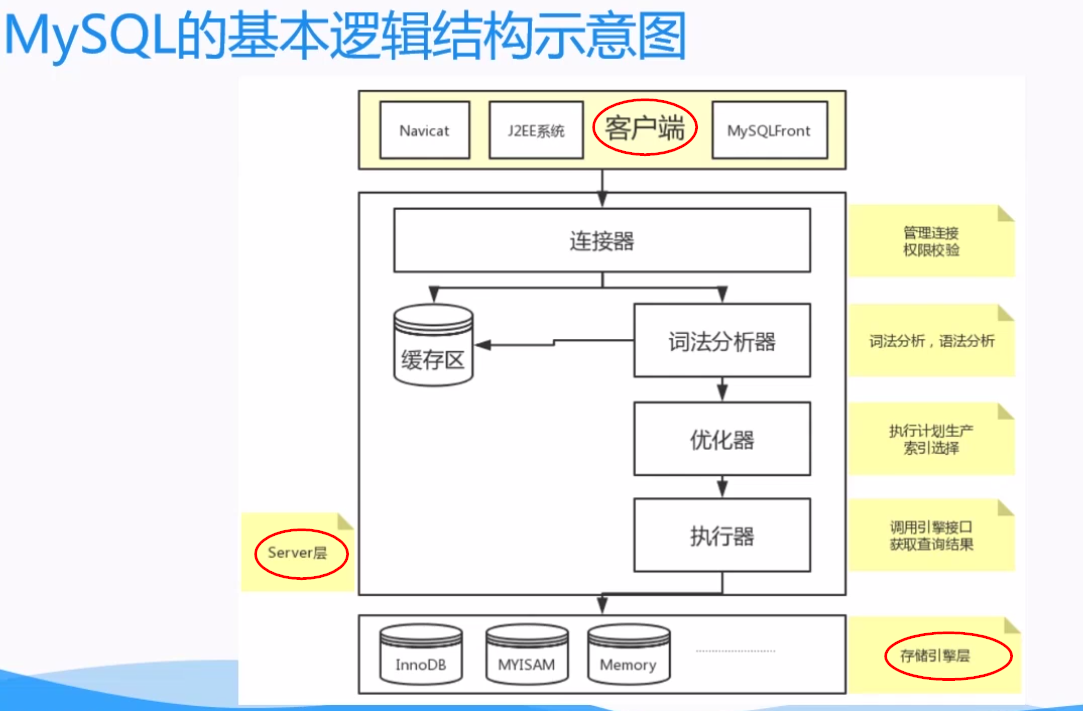 MySQL的基本逻辑结构示意图
Navicat
J2EE系统
客户端
MySQLFront
连接器
管理连接
权限校验
缓存区
词法分析器
词法分析，语法分析
优化器
执行计划生产
索引选择
执行器
调用引擎接口
获取查询结果
Server层
InnoDB
MYISAM
Memory
存储引擎层